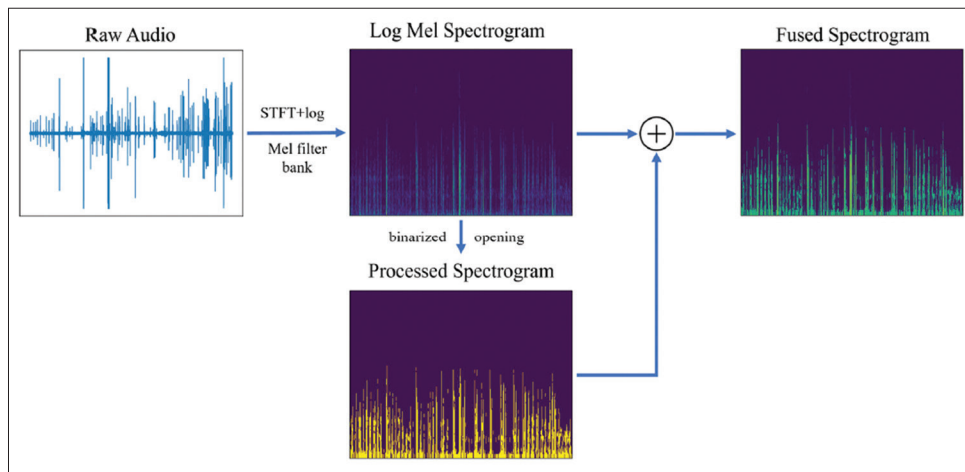 Raw Audio
Log Mel Spectrogram
Fused Spectrogram
STFT+log
Mel filter
bank
binarized opening
Processed Spectrogram